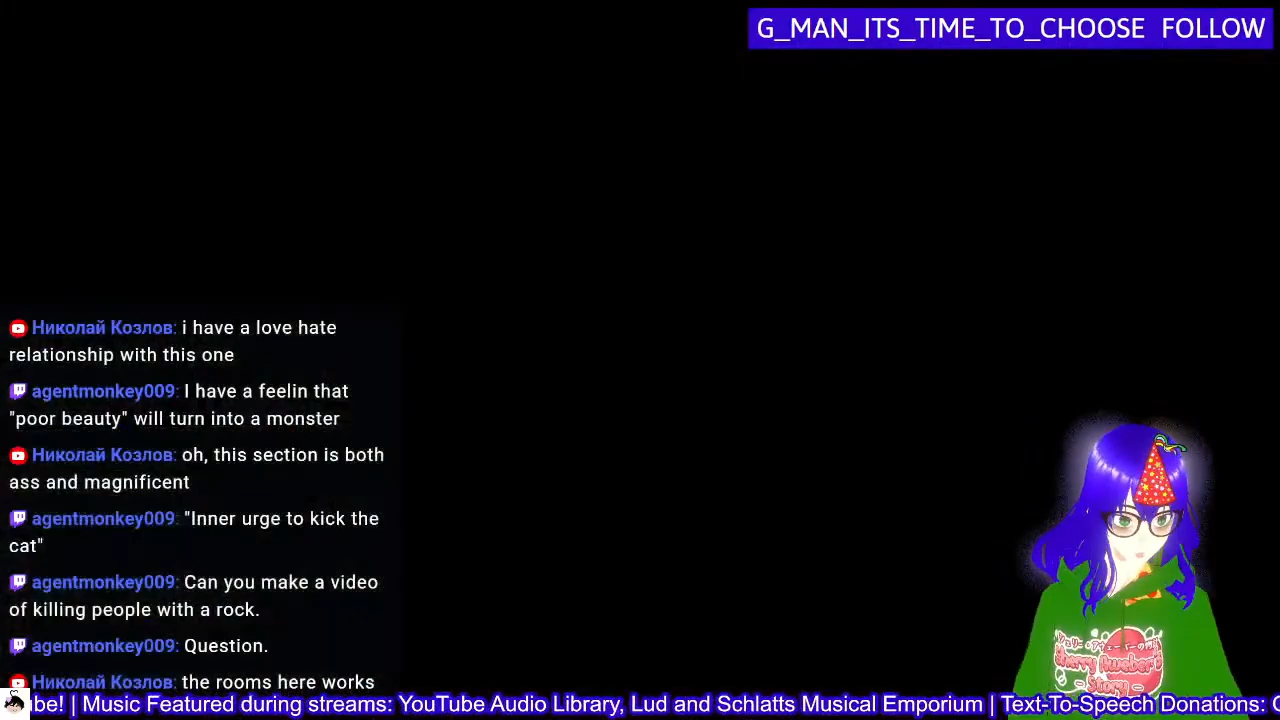 G_MAN_ITS_TIME_TO_CHOOSE FOLLOW
Николай Козлов: i have a love hate
relationship with this one
agentmonkey009: I have a feelin that
"poor beauty" will turn into a monster
Николай Козлов: oh, this section is both
ass and magnificent
agentmonkey009: "Inner urge to kick the
cat"
agentmonkey009: Can you make a video
of killing people with a rock.
agentmonkey009: Question.
Николай Козлов: the rooms here works
Story
be! | Music Featured during streams: YouTube Audio Library, Lud and Schlatts Musical Emporium | Text-To-Speech Donations: